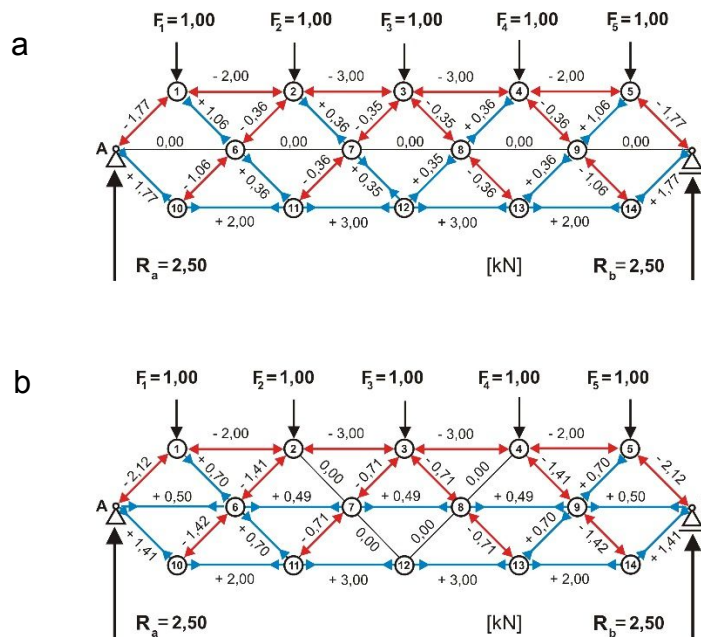 a
F₁=1,00 F₂=1,00 F₃=1,00 F₄=1,00 F₅=1,00
- 2,00 - 3,00 - 3,00 - 2,00
1 2 3 4 5
- 1,77 + 1,06 - 0,36 + 0,36 - 0,35 - 0,35 + 0,36 - 0,36 + 1,06 - 1,77
A 0,00 6 0,00 7 0,00 8 0,00 9 0,00
+ 1,77 - 1,06 + 0,36 - 0,36 + 0,35 + 0,35 - 0,36 + 0,36 - 1,06 + 1,77
10 11 12 13 14
+ 2,00 + 3,00 + 3,00 + 2,00
Rₐ = 2,50 [kN] R_b = 2,50
b
F₁=1,00 F₂=1,00 F₃=1,00 F₄=1,00 F₅=1,00
- 2,00 - 3,00 - 3,00 - 2,00
1 2 3 4 5
- 2,12 + 0,70 - 1,41 0,00 - 0,71 - 0,71 0,00 - 1,41 + 0,70 - 2,12
A + 0,50 6 + 0,49 7 + 0,49 8 + 0,49 9 + 0,50
+ 1,41 - 1,42 + 0,70 - 0,71 0,00 0,00 - 0,71 + 0,70 - 1,42 + 1,41
10 11 12 13 14
+ 2,00 + 3,00 + 3,00 + 2,00
Rₐ = 2,50 [kN] R_b = 2,50